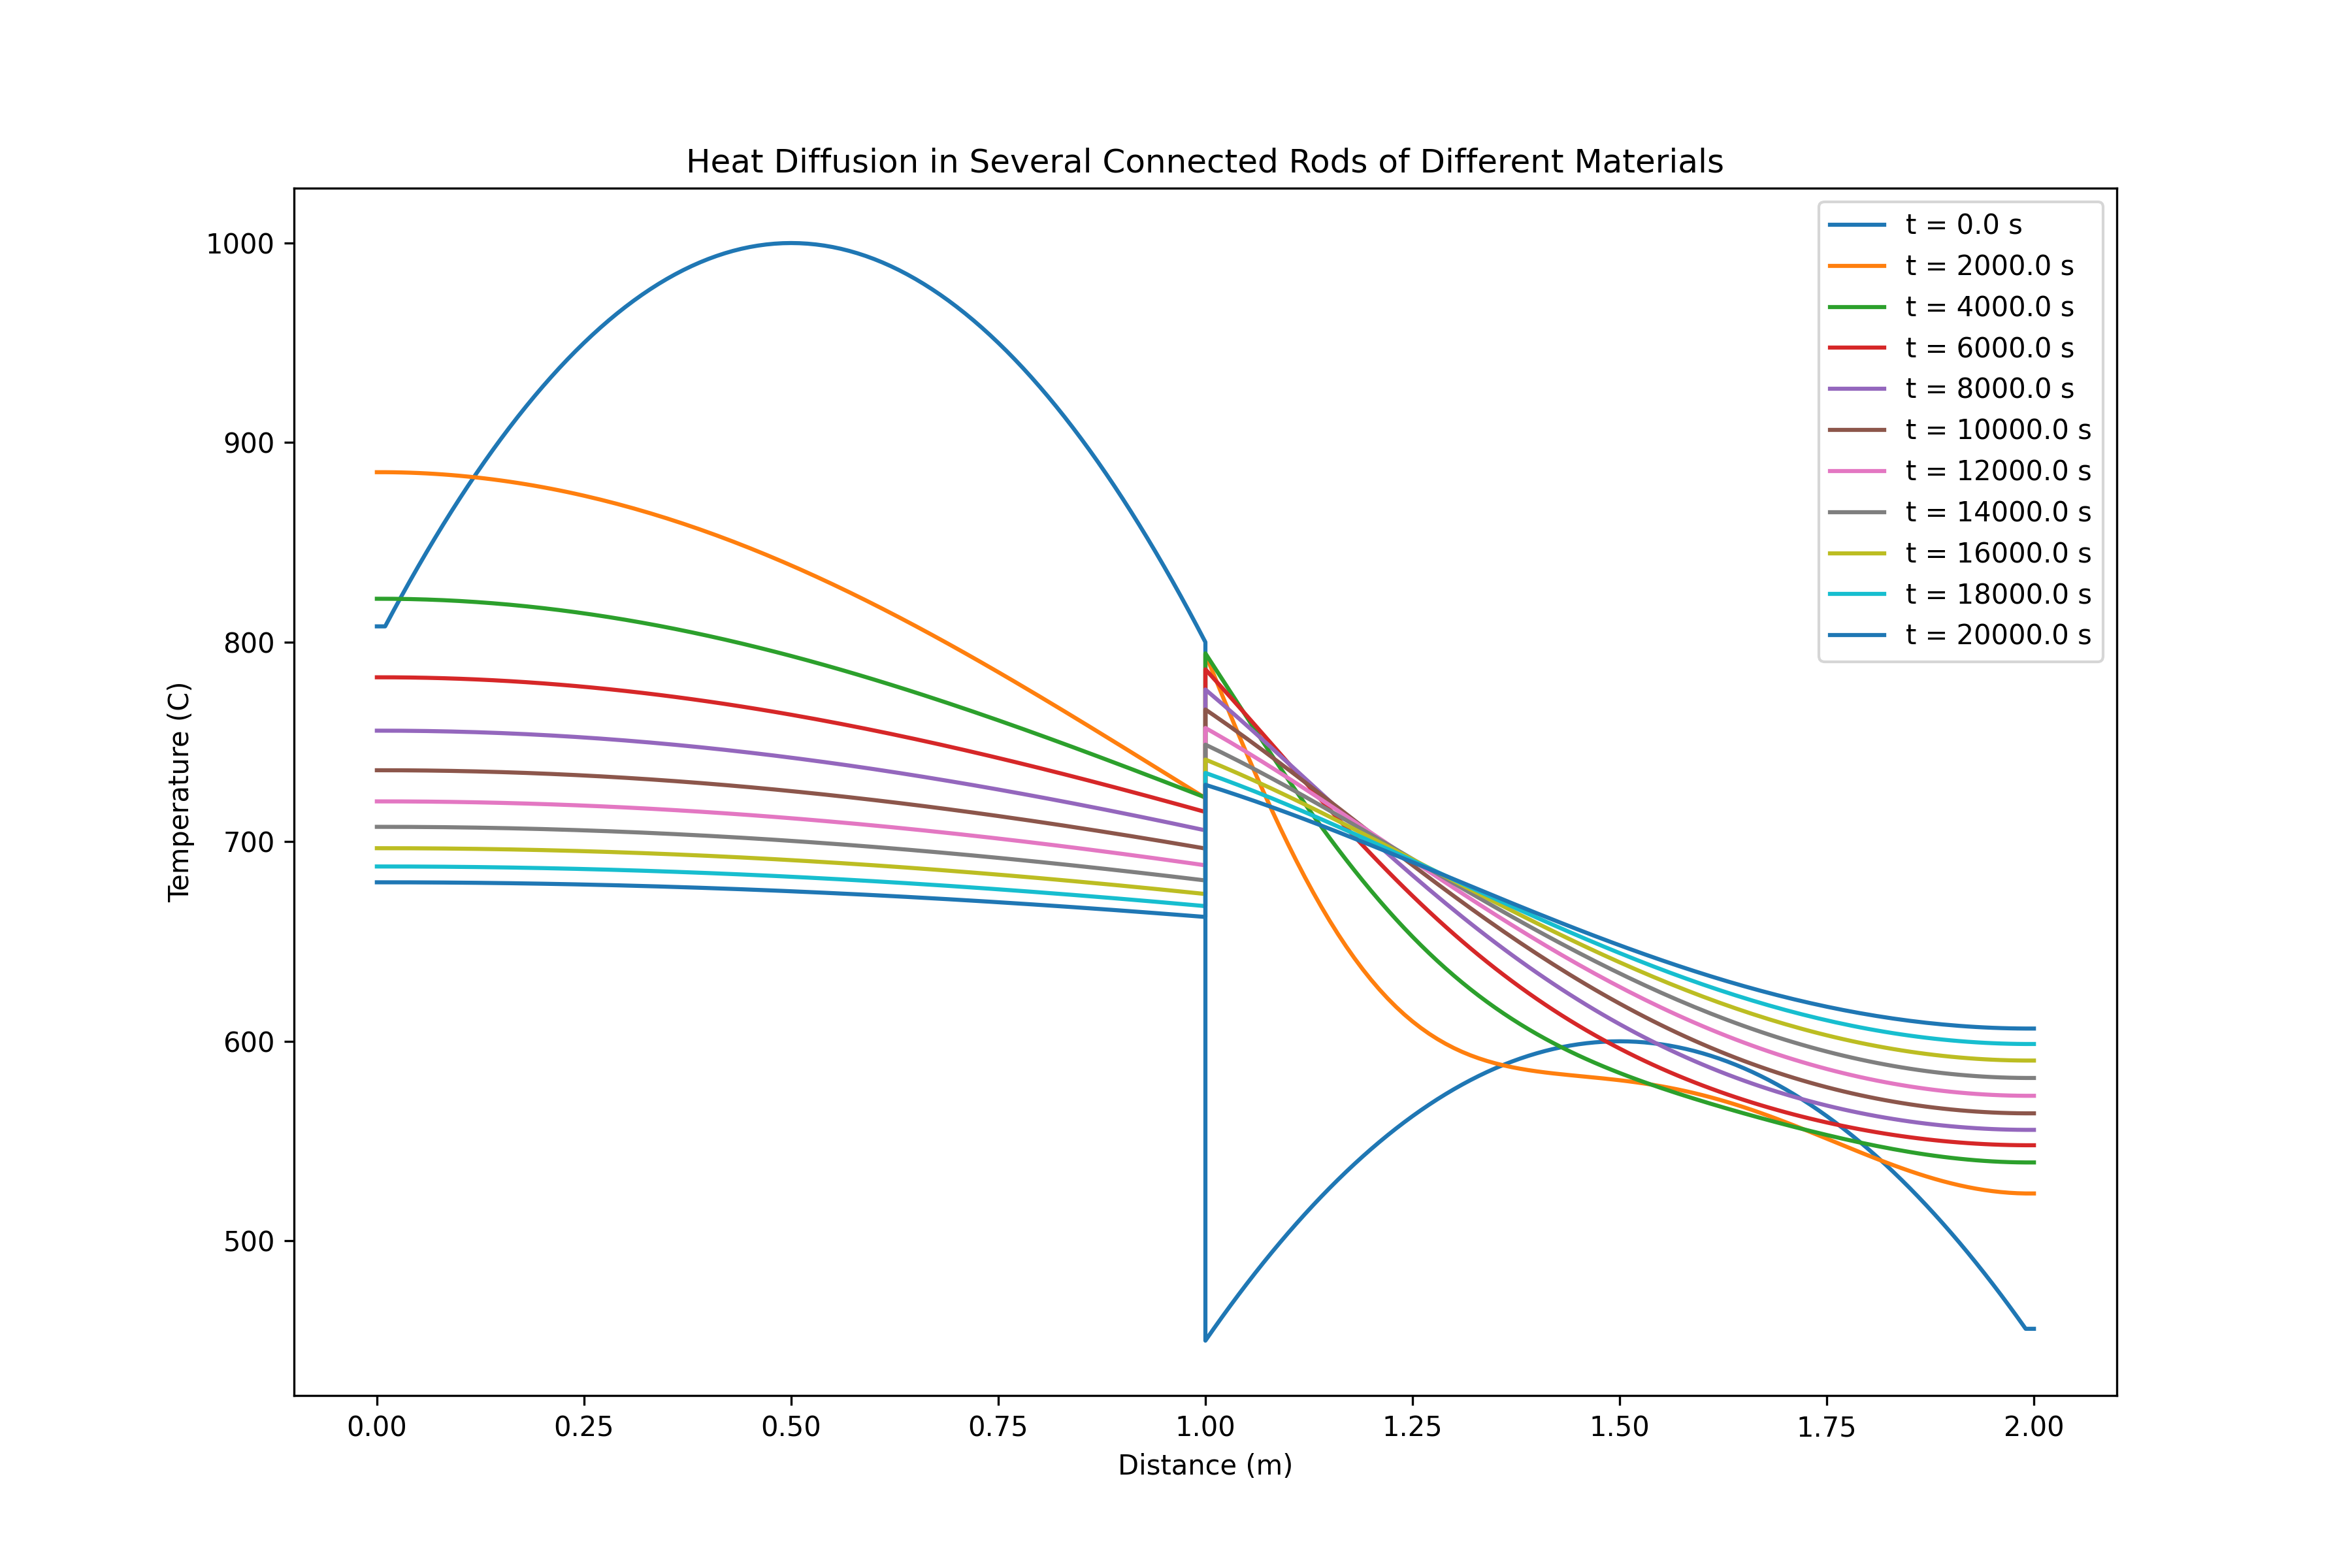 Heat Diffusion in Several Connected Rods of Different Materials
t = 0.0 s
t = 2000.0 s
t = 4000.0 s
t = 6000.0 s
t = 8000.0 s
t = 10000.0 s
t = 12000.0 s
t = 14000.0 s
t = 16000.0 s
t = 18000.0 s
t = 20000.0 s
Temperature (C)
1000
900
800
700
600
500
0.00 0.25 0.50 0.75 1.00 1.25 1.50 1.75 2.00
Distance (m)